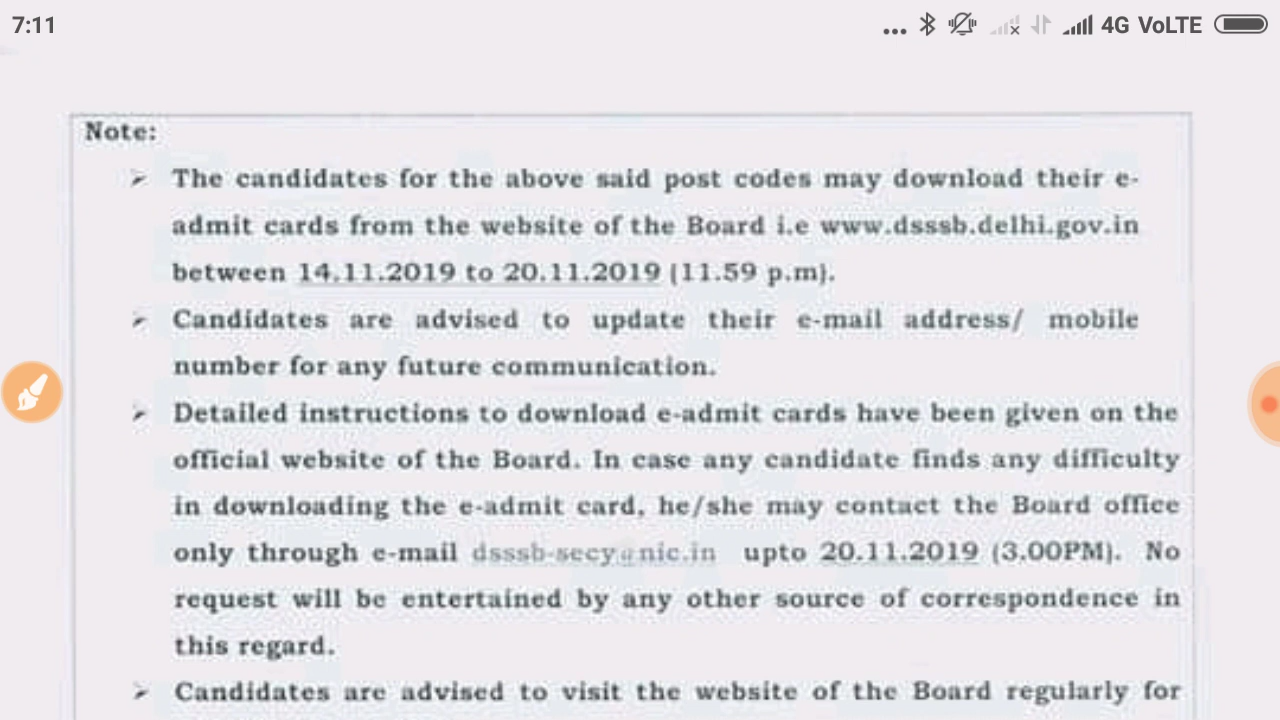 7:11 ... 4G VoLTE
Note:
➢ The candidates for the above said post codes may download their e-
admit cards from the website of the Board i.e www.dsssb.delhi.gov.in
between 14.11.2019 to 20.11.2019 (11.59 p.m).
➢ Candidates are advised to update their e-mail address/ mobile
number for any future communication.
➢ Detailed instructions to download e-admit cards have been given on the
official website of the Board. In case any candidate finds any difficulty
in downloading the e-admit card, he/she may contact the Board office
only through e-mail dsssb-secy@nic.in upto 20.11.2019 (3.00PM). No
request will be entertained by any other source of correspondence in
this regard.
➢ Candidates are advised to visit the website of the Board regularly for